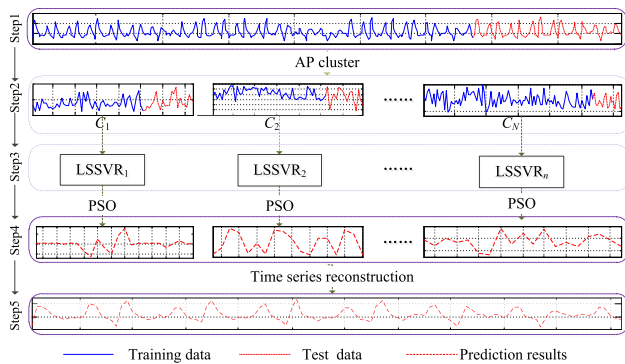 Step1
AP cluster
Step2
C1 C2 ...... CN
Step3
LSSVR1 LSSVR2 ...... LSSVRn
PSO PSO PSO
Step4
......
Time series reconstruction
Step5
Training data Test data Prediction results